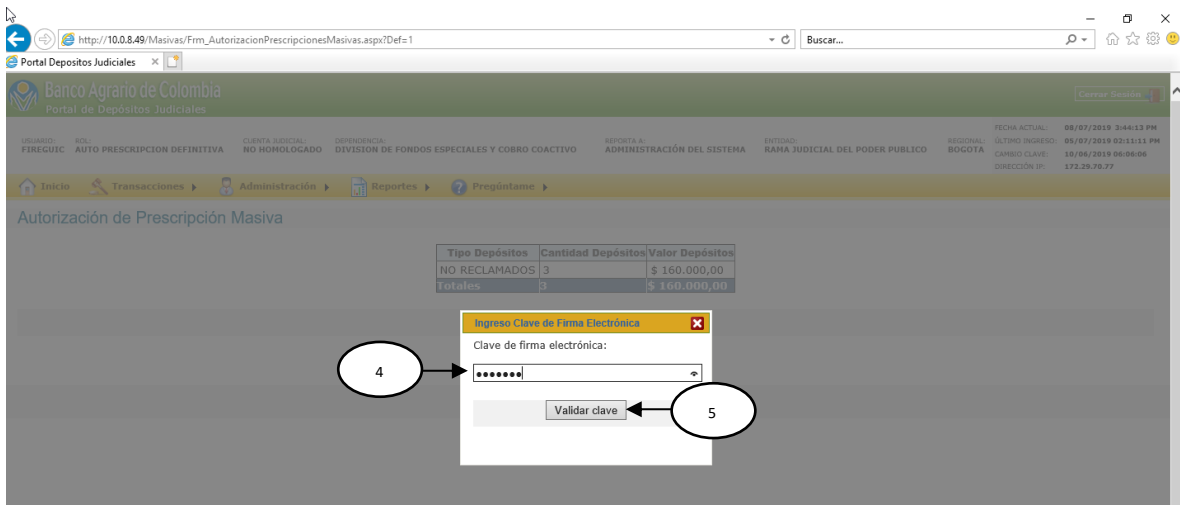 http://10.0.8.49/Masivas/Frm_AutorizacionPrescripcionesMasivas.aspx?Def=1
Buscar...
Portal Depositos Judiciales
Banco Agrario de Colombia
Portal de Depósitos Judiciales
Cerrar Sesión
USUARIO: ROL: CUENTA JUDICIAL: DEPENDENCIA: REPORTA A: ENTIDAD: REGIONAL:
FIREGUIC AUTO PRESCRIPCION DEFINITIVA NO HOMOLOGADO DIVISION DE FONDOS ESPECIALES Y COBRO COACTIVO ADMINISTRACIÓN DEL SISTEMA RAMA JUDICIAL DEL PODER PUBLICO BOGOTA
FECHA ACTUAL: 08/07/2019 3:44:13 PM
ULTIMO INGRESO: 05/07/2019 02:11:11 PM
CAMBIO CLAVE: 10/06/2019 06:06:06
DIRECCIÓN IP: 172.29.70.77
Inicio Transacciones Administración Reportes Pregúntame
Autorización de Prescripción Masiva
Tipo Depósitos Cantidad Depósitos Valor Depósitos
NO RECLAMADOS 3 $ 160.000,00
Totales 3 $ 160.000,00
Ingreso Clave de Firma Electrónica
Clave de firma electrónica:
4
Validar clave
5